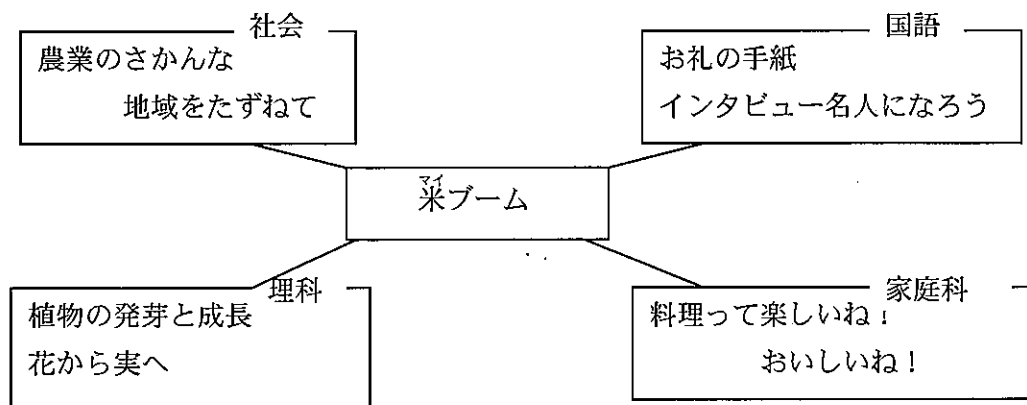 社会
農業のさかんな
地域をたずねて
国語
お礼の手紙
インタビュー名人になろう
マイ
米ブーム
理科
植物の発芽と成長
花から実へ
家庭科
料理って楽しいね！
おいしいね！